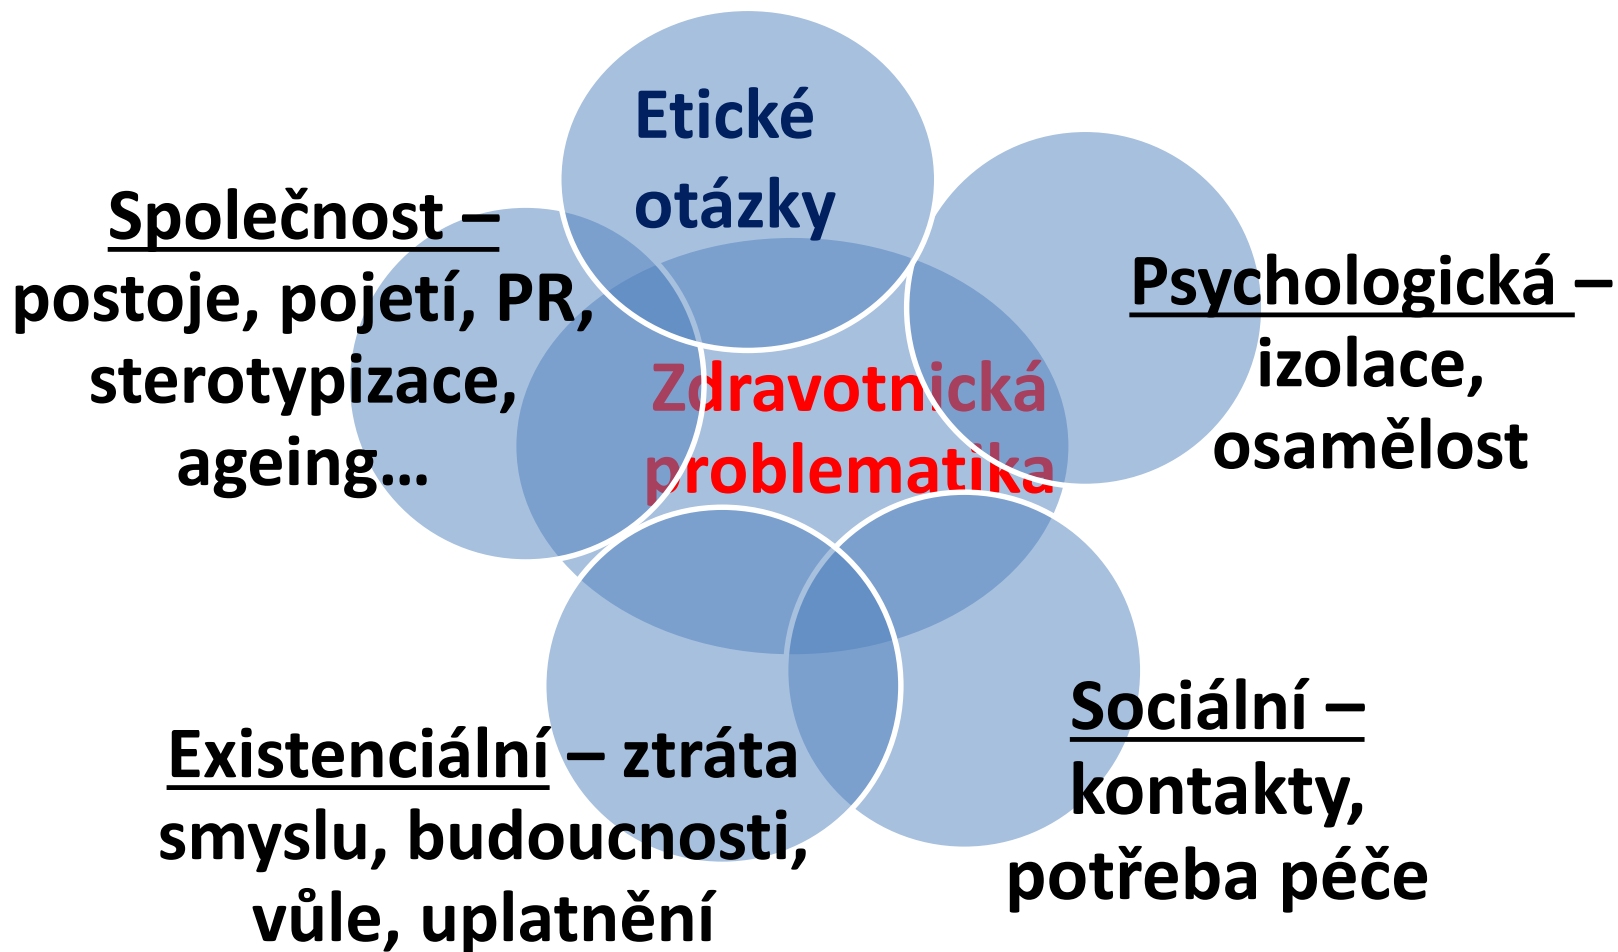 Etické
otázky
Společnost –
postoje, pojetí, PR,
sterotypizace,
ageing…
Psychologická –
izolace,
osamělost
Zdravotnická
problematika
Existenciální – ztráta
smyslu, budoucnosti,
vůle, uplatnění
Sociální –
kontakty,
potřeba péče